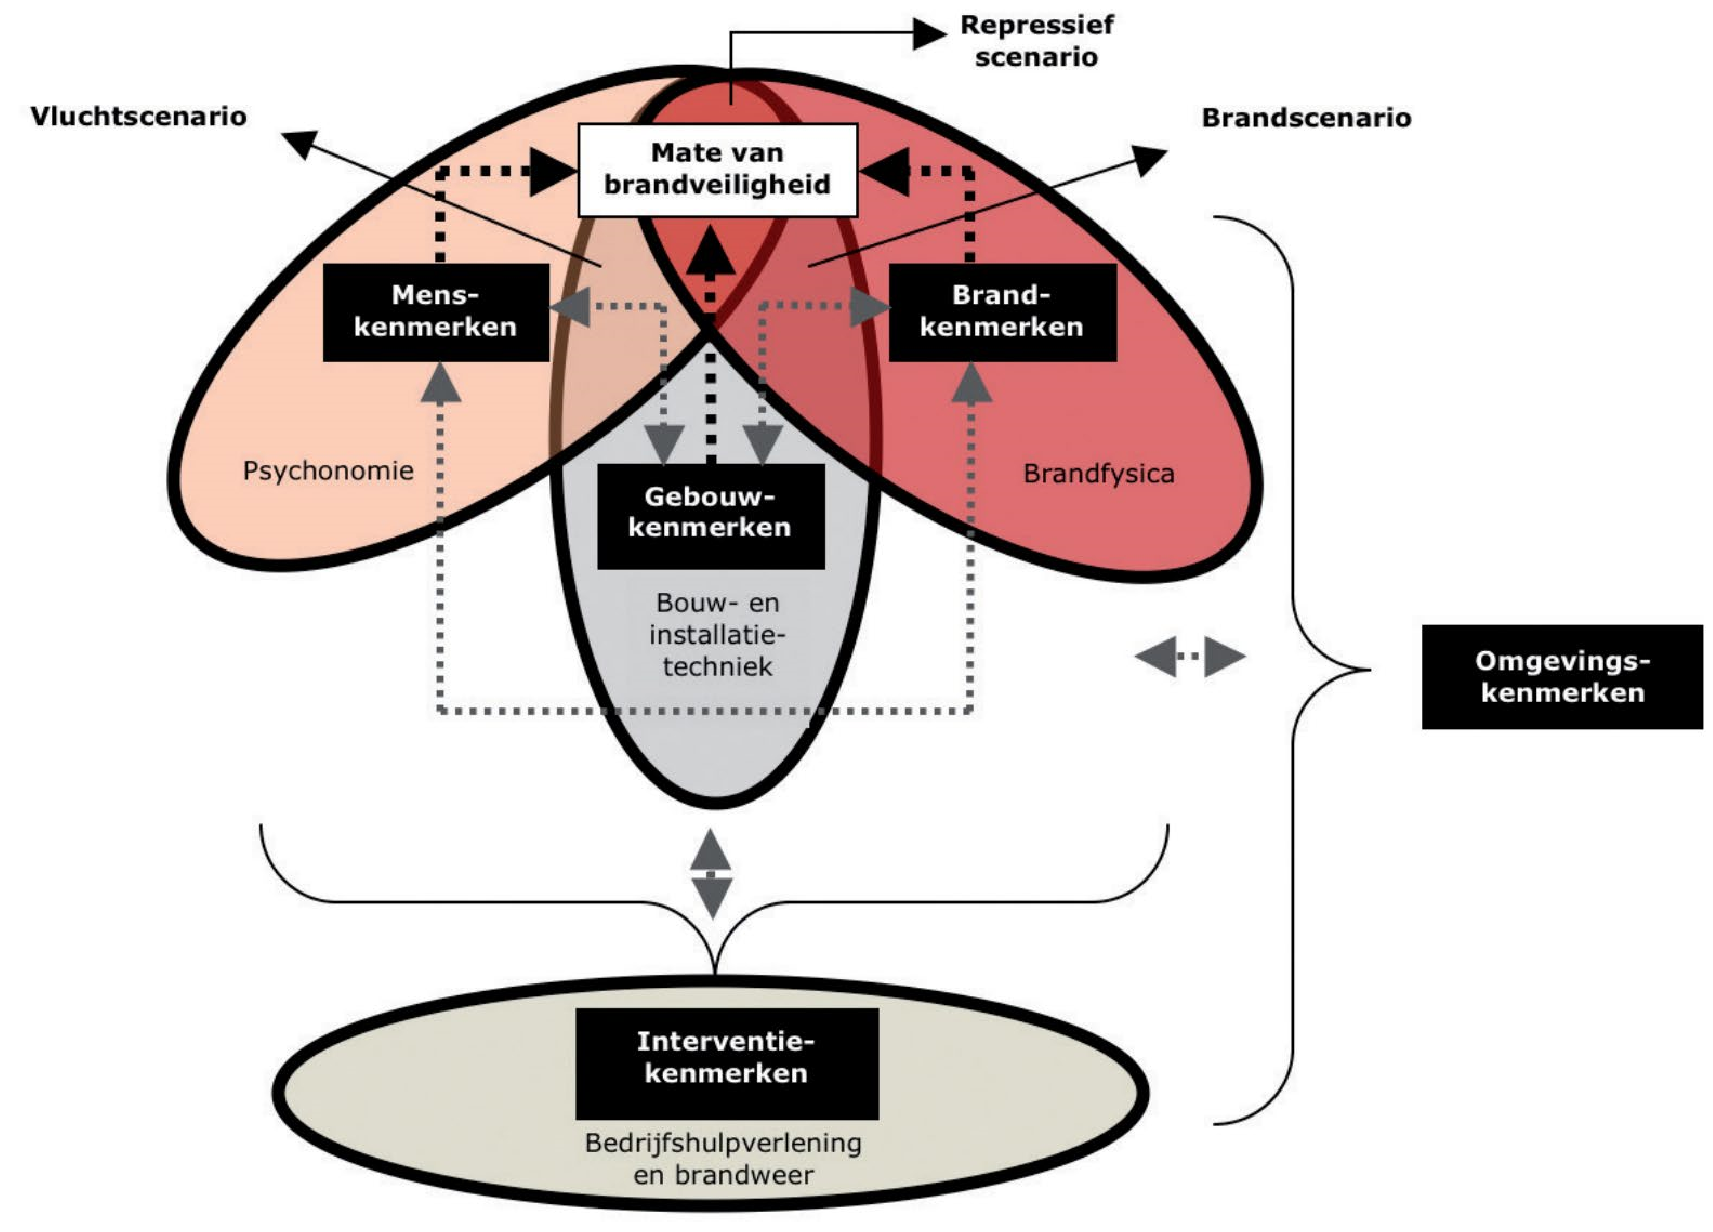 Repressief
scenario
Vluchtscenario
Brandscenario
Mate van
brandveiligheid
Mens-
kenmerken
Brand-
kenmerken
Psychonomie
Brandfysica
Gebouw-
kenmerken
Bouw- en
installatie-
techniek
Omgevings-
kenmerken
Interventie-
kenmerken
Bedrijfshulpverlening
en brandweer